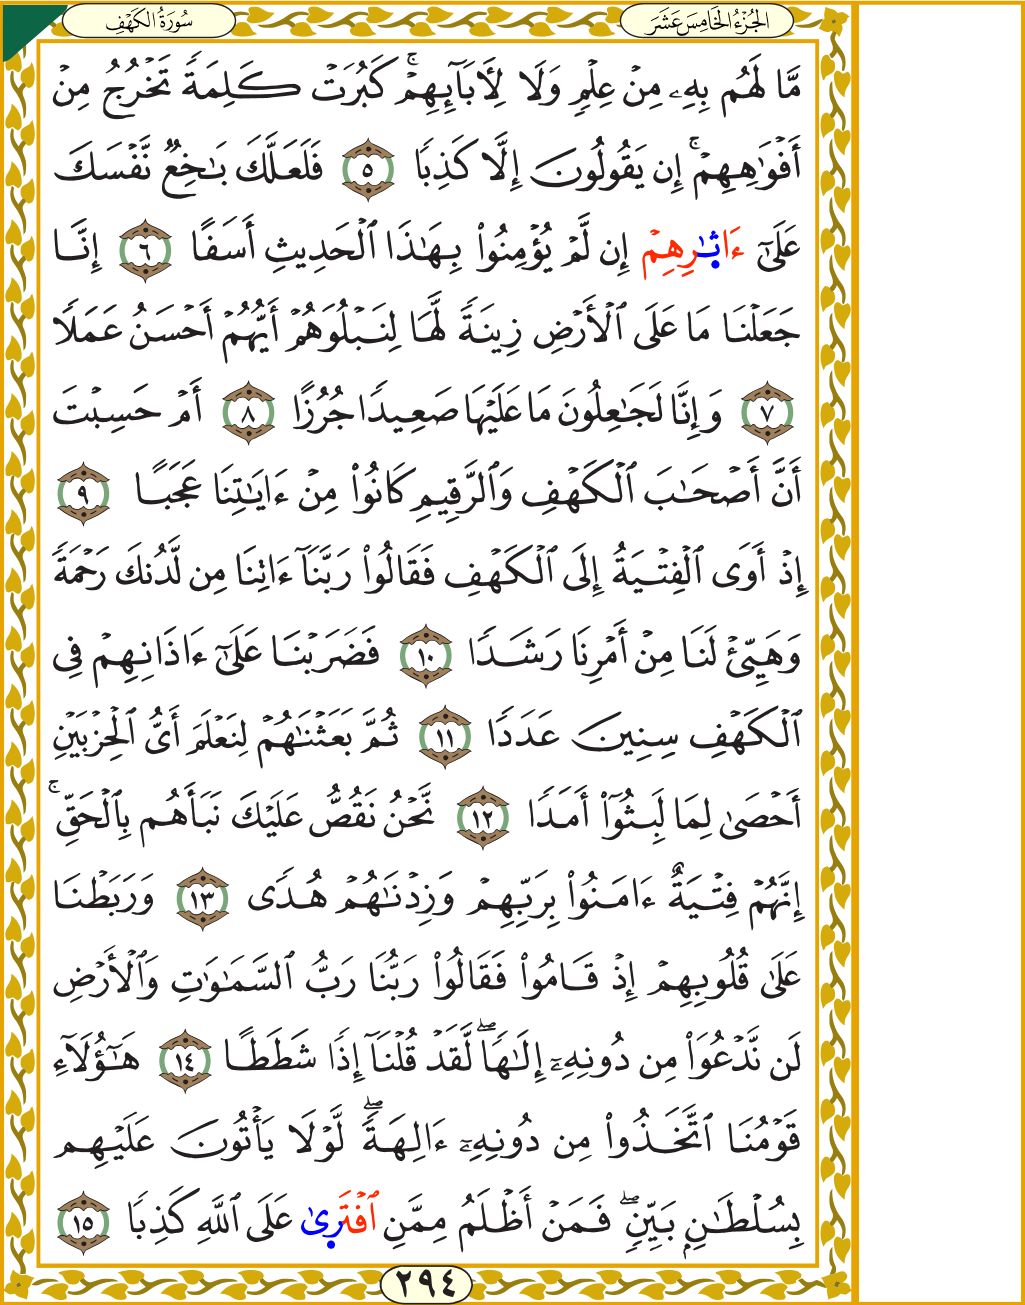 سُورَةُ الكَهْفِ
الجُزْءُ الخَامِسَ عَشَرَ
مَّا لَهُم بِهِۦ مِنْ عِلْمٍ وَلَا لِأَبَآئِهِمْۚ كَبُرَتْ كَلِمَةً تَخْرُجُ مِنْ
أَفْوَٰهِهِمْۚ إِن يَقُولُونَ إِلَّا كَذِبًا ٥ فَلَعَلَّكَ بَٰخِعٌ نَّفْسَكَ
عَلَىٰٓ ءَاثَٰرِهِمْ إِن لَّمْ يُؤْمِنُوا۟ بِهَٰذَا ٱلْحَدِيثِ أَسَفًا ٦ إِنَّا
جَعَلْنَا مَا عَلَى ٱلْأَرْضِ زِينَةً لَّهَا لِنَبْلُوَهُمْ أَيُّهُمْ أَحْسَنُ عَمَلًا
٧ وَإِنَّا لَجَٰعِلُونَ مَا عَلَيْهَا صَعِيدًا جُرُزًا ٨ أَمْ حَسِبْتَ
أَنَّ أَصْحَٰبَ ٱلْكَهْفِ وَٱلرَّقِيمِ كَانُوا۟ مِنْ ءَايَٰتِنَا عَجَبًا ٩
إِذْ أَوَى ٱلْفِتْيَةُ إِلَى ٱلْكَهْفِ فَقَالُوا۟ رَبَّنَآ ءَاتِنَا مِن لَّدُنكَ رَحْمَةً
وَهَيِّئْ لَنَا مِنْ أَمْرِنَا رَشَدًا ١٠ فَضَرَبْنَا عَلَىٰٓ ءَاذَانِهِمْ فِى
ٱلْكَهْفِ سِنِينَ عَدَدًا ١١ ثُمَّ بَعَثْنَٰهُمْ لِنَعْلَمَ أَىُّ ٱلْحِزْبَيْنِ
أَحْصَىٰ لِمَا لَبِثُوٓا۟ أَمَدًا ١٢ نَّحْنُ نَقُصُّ عَلَيْكَ نَبَأَهُم بِٱلْحَقِّۚ
إِنَّهُمْ فِتْيَةٌ ءَامَنُوا۟ بِرَبِّهِمْ وَزِدْنَٰهُمْ هُدًى ١٣ وَرَبَطْنَا
عَلَىٰ قُلُوبِهِمْ إِذْ قَامُوا۟ فَقَالُوا۟ رَبُّنَا رَبُّ ٱلسَّمَٰوَٰتِ وَٱلْأَرْضِ
لَن نَّدْعُوَا۟ مِن دُونِهِۦٓ إِلَٰهًاۖ لَّقَدْ قُلْنَآ إِذًا شَطَطًا ١٤ هَٰٓؤُلَآءِ
قَوْمُنَا ٱتَّخَذُوا۟ مِن دُونِهِۦٓ ءَالِهَةًۖ لَّوْلَا يَأْتُونَ عَلَيْهِم
بِسُلْطَٰنٍۭ بَيِّنٍۖ فَمَنْ أَظْلَمُ مِمَّنِ ٱفْتَرَىٰ عَلَى ٱللَّهِ كَذِبًا ١٥
٢٩٤